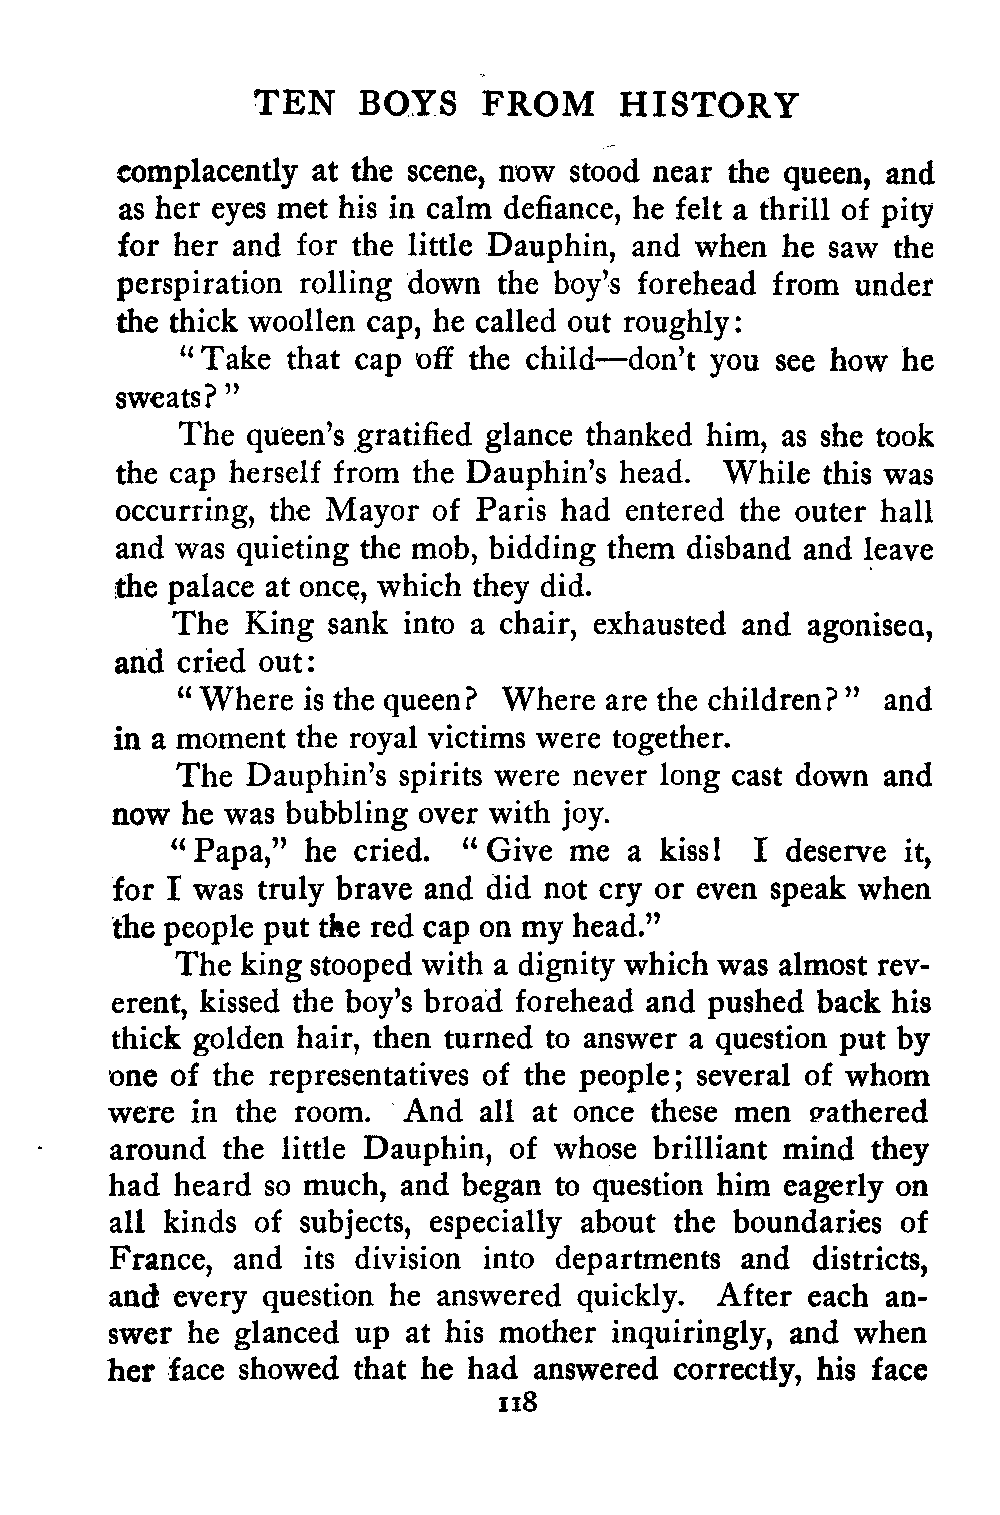 TEN BOYS FROM HISTORY
complacently at the scene, now stood near the queen, and
as her eyes met his in calm defiance, he felt a thrill of pity
for her and for the little Dauphin, and when he saw the
perspiration rolling down the boy's forehead from under
the thick woollen cap, he called out roughly:
"Take that cap off the child—don't you see how he
sweats?"
The queen's gratified glance thanked him, as she took
the cap herself from the Dauphin's head. While this was
occurring, the Mayor of Paris had entered the outer hall
and was quieting the mob, bidding them disband and leave
the palace at once, which they did.
The King sank into a chair, exhausted and agonised,
and cried out:
"Where is the queen? Where are the children?" and
in a moment the royal victims were together.
The Dauphin's spirits were never long cast down and
now he was bubbling over with joy.
"Papa," he cried. "Give me a kiss! I deserve it,
for I was truly brave and did not cry or even speak when
the people put the red cap on my head."
The king stooped with a dignity which was almost rev-
erent, kissed the boy's broad forehead and pushed back his
thick golden hair, then turned to answer a question put by
one of the representatives of the people; several of whom
were in the room. And all at once these men gathered
around the little Dauphin, of whose brilliant mind they
had heard so much, and began to question him eagerly on
all kinds of subjects, especially about the boundaries of
France, and its division into departments and districts,
and every question he answered quickly. After each an-
swer he glanced up at his mother inquiringly, and when
her face showed that he had answered correctly, his face
118